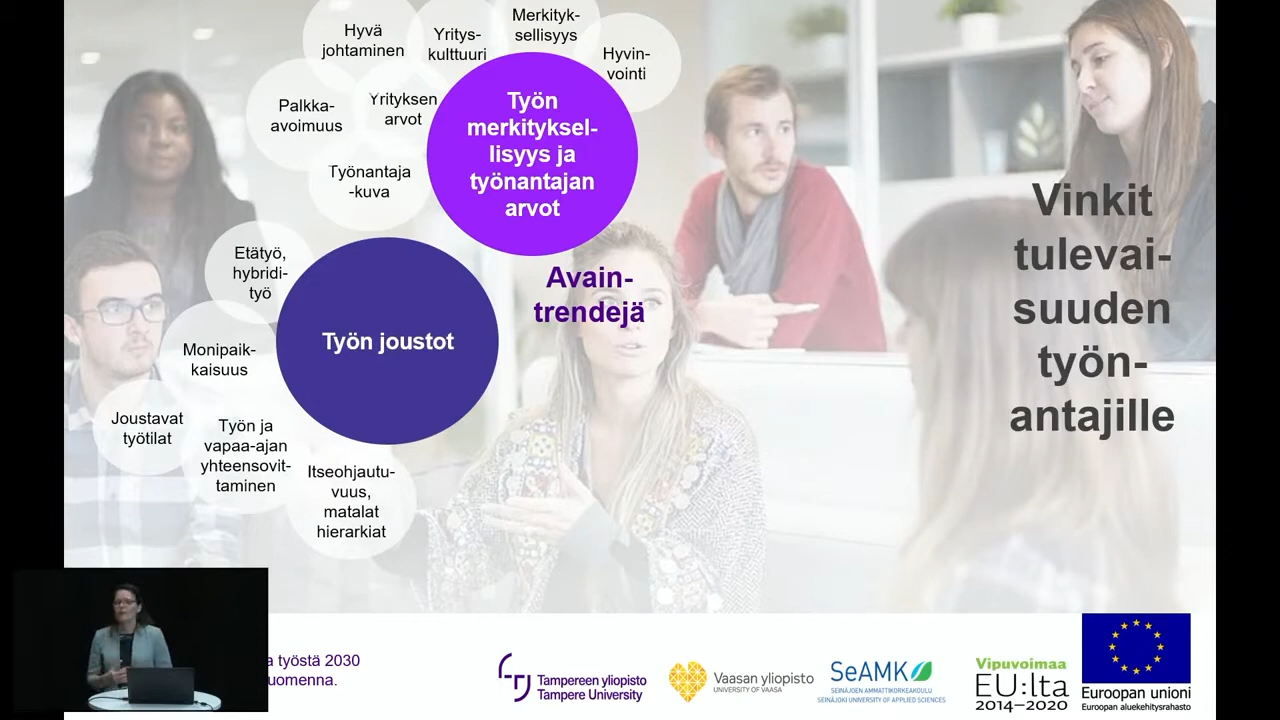 Hyvä
johtaminen
Yritys-
kulttuuri
Merkityk-
sellisyys
Hyvin-
vointi
Palkka-
avoimuus
Yrityksen
arvot
Työnantaja
-kuva
Työn
merkityksel-
lisyys ja
työnantajan
arvot
Etätyö,
hybridi-
työ
Monipaik-
kaisuus
Joustavat
työtilat
Työn ja
vapaa-ajan
yhteensovit-
taminen
Itseohjautu-
vuus,
matalat
hierarkiat
Työn joustot
Avain-
trendejä
Vinkit
tulevai-
suuden
työn-
antajille
a työstä 2030
uomenna.
Tampereen yliopisto
Tampere University
Vaasan yliopisto
UNIVERSITY OF VAASA
SeAMK
SEINÄJOEN AMMATTIKORKEAKOULU
SEINÄJOKI UNIVERSITY OF APPLIED SCIENCES
Vipuvoimaa
EU:lta
2014–2020
Euroopan unioni
Euroopan aluekehitysrahasto